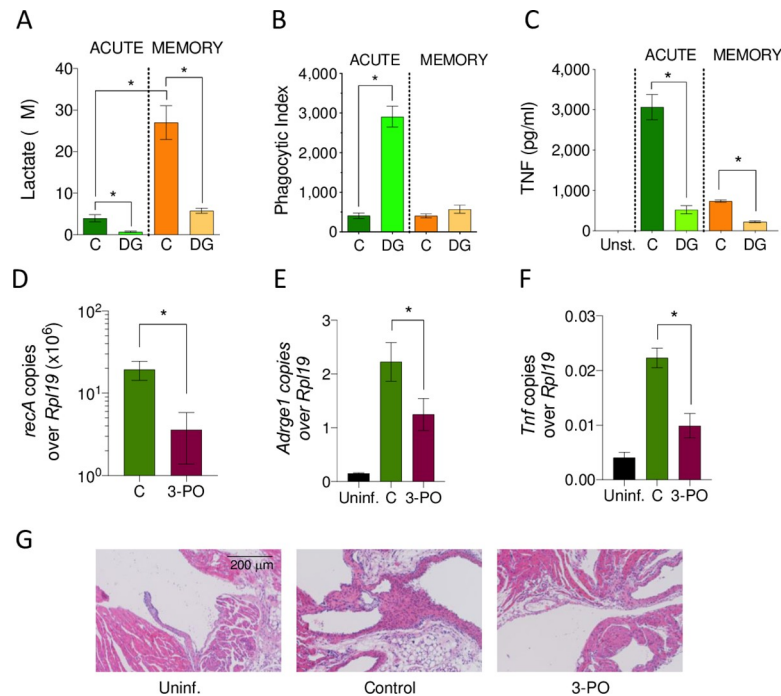 A
B
C
ACUTE MEMORY
ACUTE
MEMORY
ACUTE
MEMORY
Lactate ( M)
40
30
20
10
0
*
*
*
C DG C DG
Phagocytic Index
4,000
3,000
2,000
1,000
0
*
C DG C DG
TNF (pg/ml)
4,000
3,000
2,000
1,000
0
*
*
Unst. C DG C DG
D
E
F
recA copies
over Rpl19 (x10⁶)
10²
10¹
10⁰
*
C 3-PO
Adrge1 copies
over Rpl19
3
2
1
0
*
Uninf. C 3-PO
Tnf copies
over Rpl19
0.03
0.02
0.01
0.00
*
Uninf. C 3-PO
G
200 µm
Uninf.
Control
3-PO